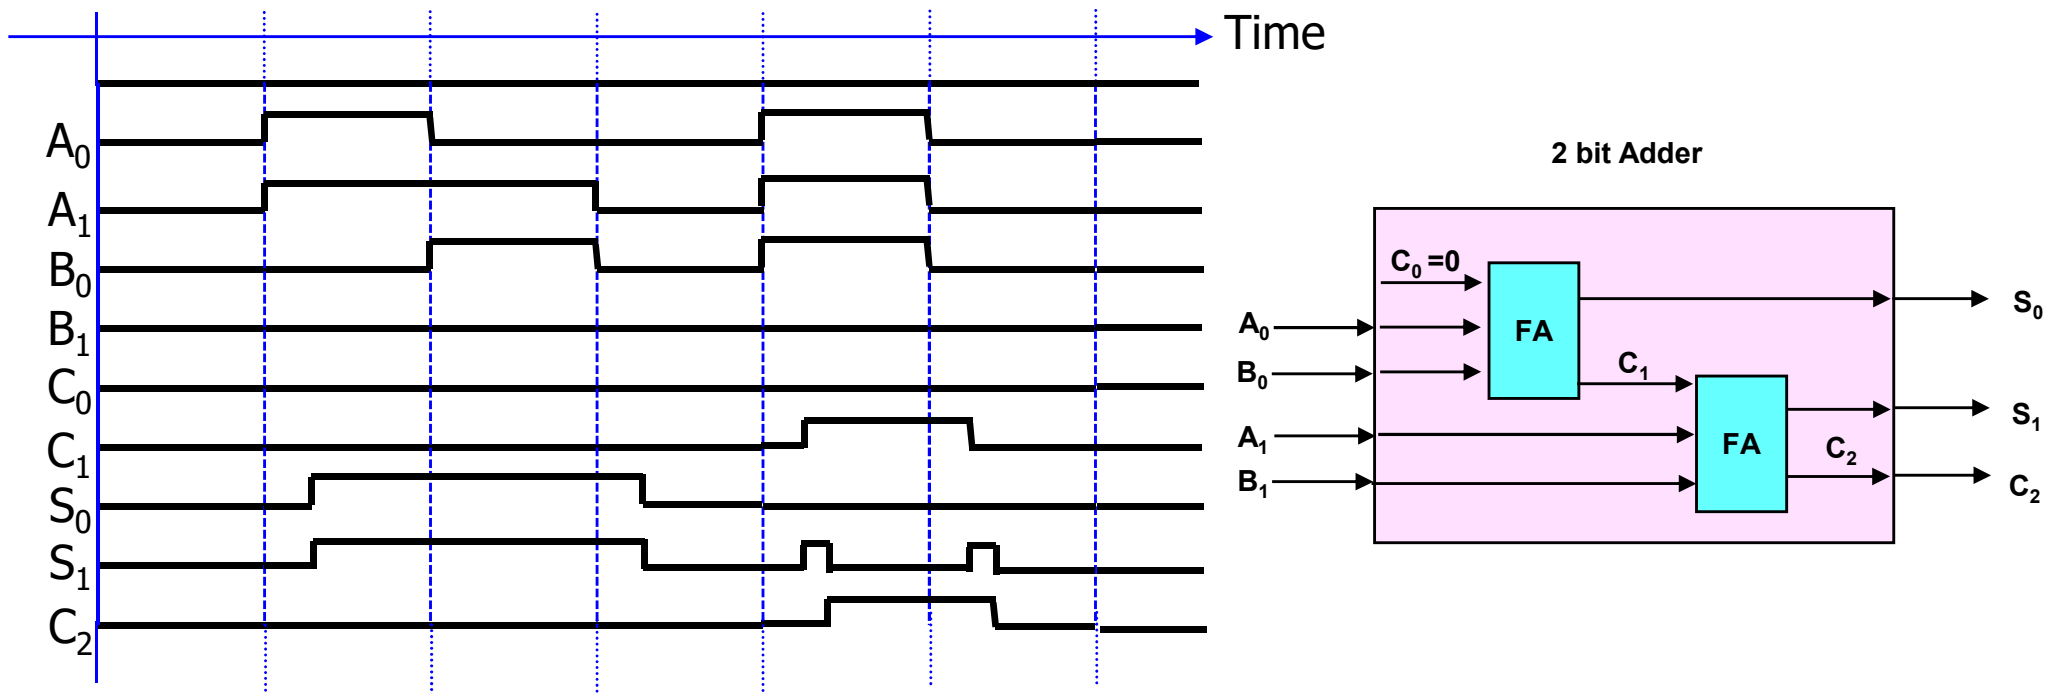 Time
A₀
A₁
B₀
B₁
C₀
C₁
S₀
S₁
C₂
2 bit Adder
C₀ =0
A₀
FA
S₀
B₀
C₁
A₁
FA
C₂
S₁
B₁
C₂